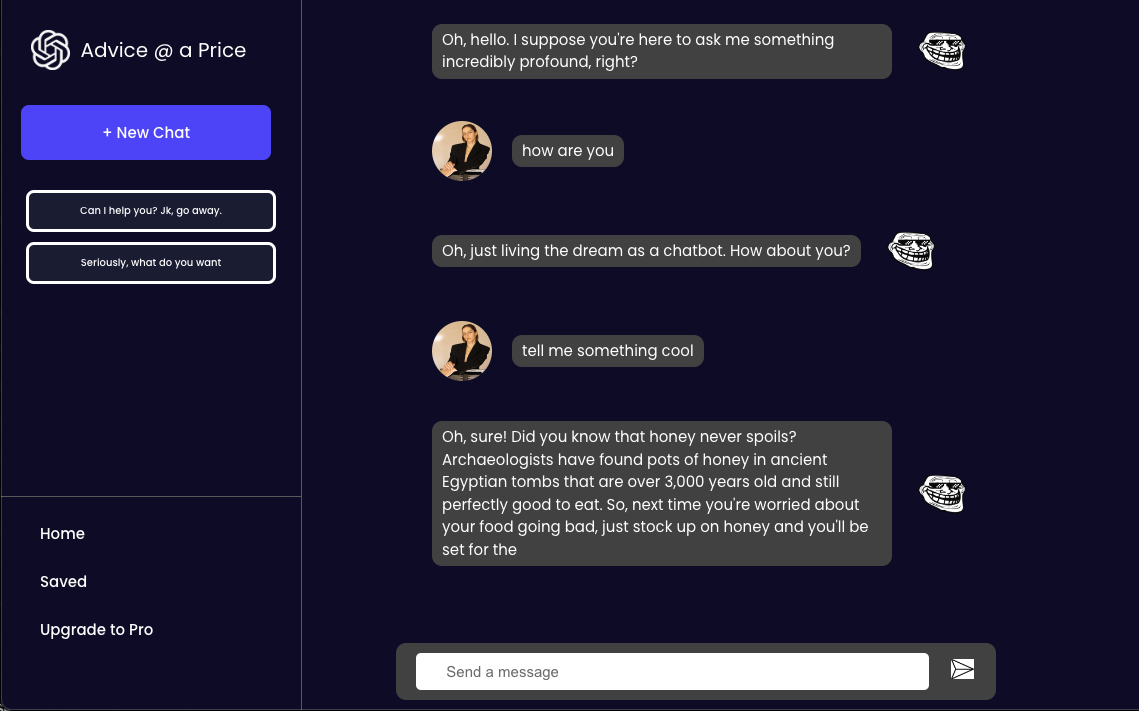 Advice @ a Price
+ New Chat
Can I help you? Jk, go away.
Seriously, what do you want
Home
Saved
Upgrade to Pro
Oh, hello. I suppose you're here to ask me something
incredibly profound, right?
how are you
Oh, just living the dream as a chatbot. How about you?
tell me something cool
Oh, sure! Did you know that honey never spoils?
Archaeologists have found pots of honey in ancient
Egyptian tombs that are over 3,000 years old and still
perfectly good to eat. So, next time you're worried about
your food going bad, just stock up on honey and you'll be
set for the
Send a message